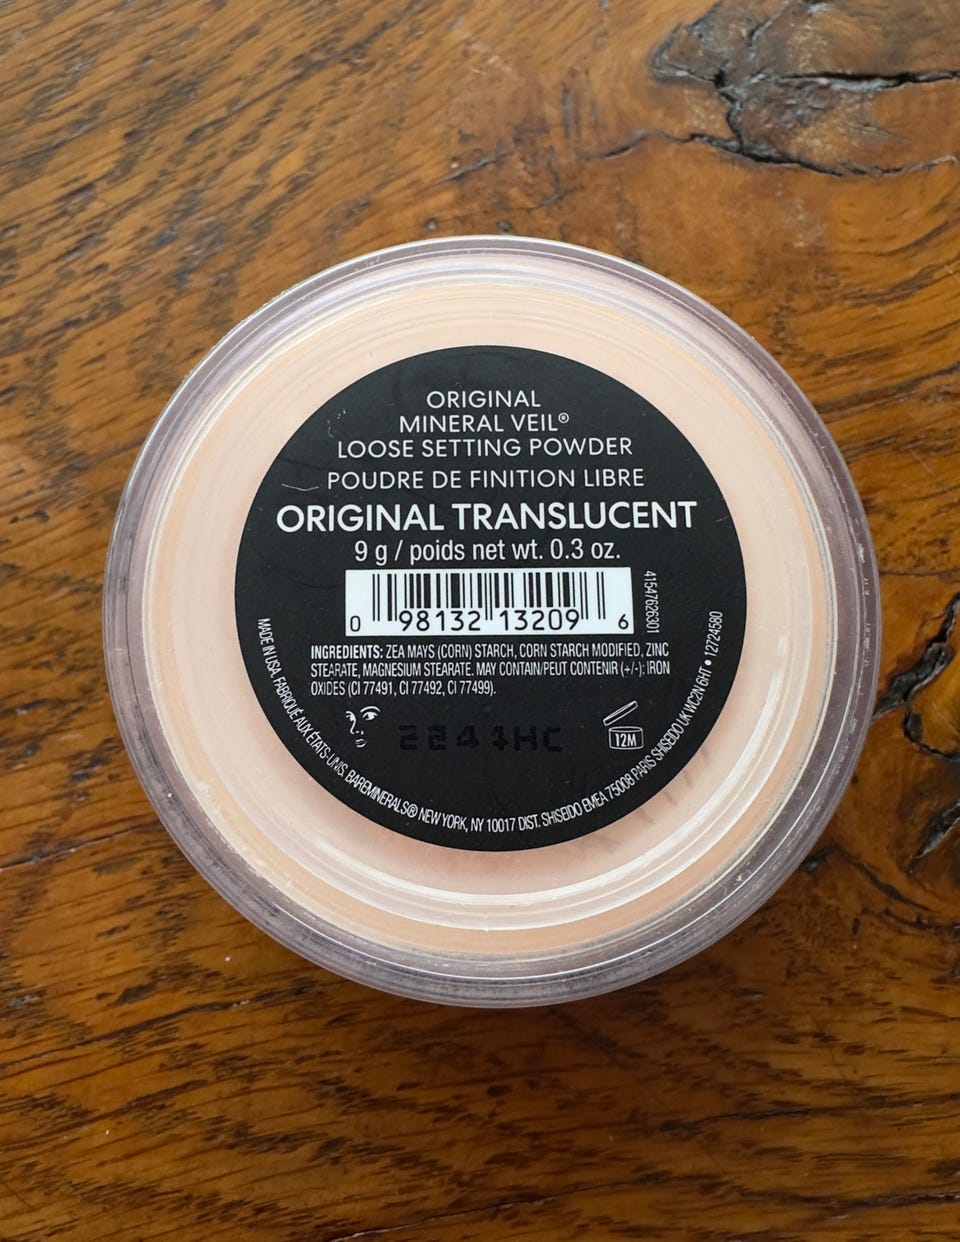 ORIGINAL
MINERAL VEIL®
LOOSE SETTING POWDER
POUDRE DE FINITION LIBRE
ORIGINAL TRANSLUCENT
9 g / poids net wt. 0.3 oz.
0 98132 13209 6
41547626301
INGREDIENTS: ZEA MAYS (CORN) STARCH, CORN STARCH MODIFIED, ZINC
STEARATE, MAGNESIUM STEARATE. MAY CONTAIN/PEUT CONTENIR (+/-): IRON
OXIDES (CI 77491, CI 77492, CI 77499).
12M
MADE IN USA. FABRIQUÉ AUX ÉTATS-UNIS. BAREMINERALS® NEW YORK, NY 10017 DIST. SHISEIDO EMEA 75008 PARIS SHISEIDO UK WC2N 6HT • 12724580